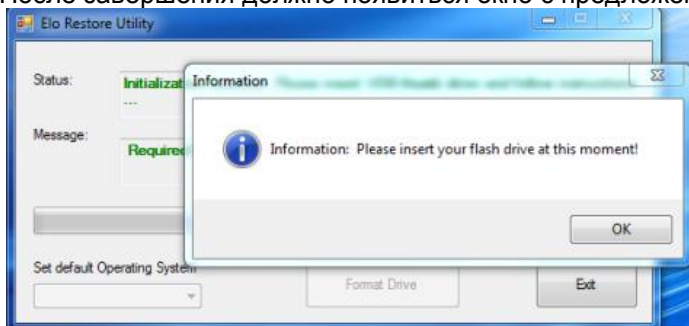 После завершения должно появиться окно с предложе
Elo Restore Utility
Status:
Initializat
---
Message:
Required
Information
Information: Please insert your flash drive at this moment!
OK
Set default Operating System
Format Drive
Exit